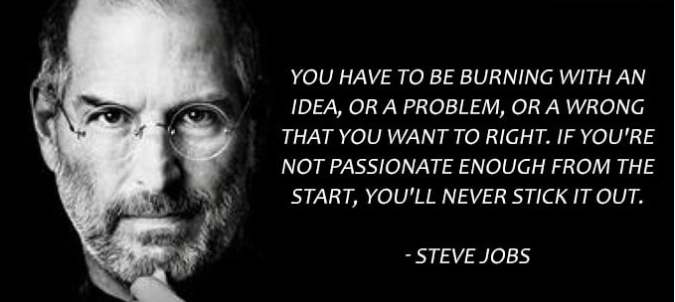 YOU HAVE TO BE BURNING WITH AN
IDEA, OR A PROBLEM, OR A WRONG
THAT YOU WANT TO RIGHT. IF YOU'RE
NOT PASSIONATE ENOUGH FROM THE
START, YOU'LL NEVER STICK IT OUT.
- STEVE JOBS